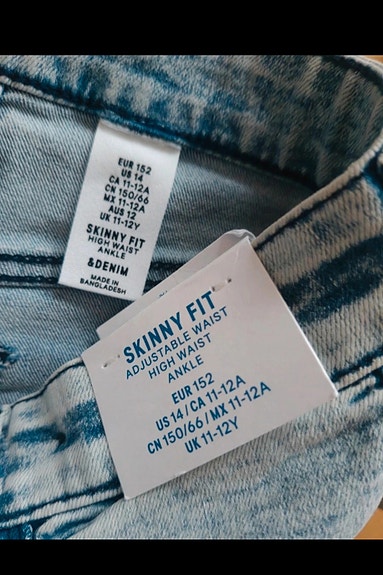 EUR 152
US 14
CA 11-12A
CN 150/66
MX 11-12A
AUS 12
UK 11-12Y
SKINNY FIT
HIGH WAIST
ANKLE
&DENIM
MADE IN
BANGLADESH
SKINNY FIT
ADJUSTABLE WAIST
HIGH WAIST
ANKLE
EUR 152
US 14 / CA 11-12A
CN 150/66 / MX 11-12A
UK 11-12Y